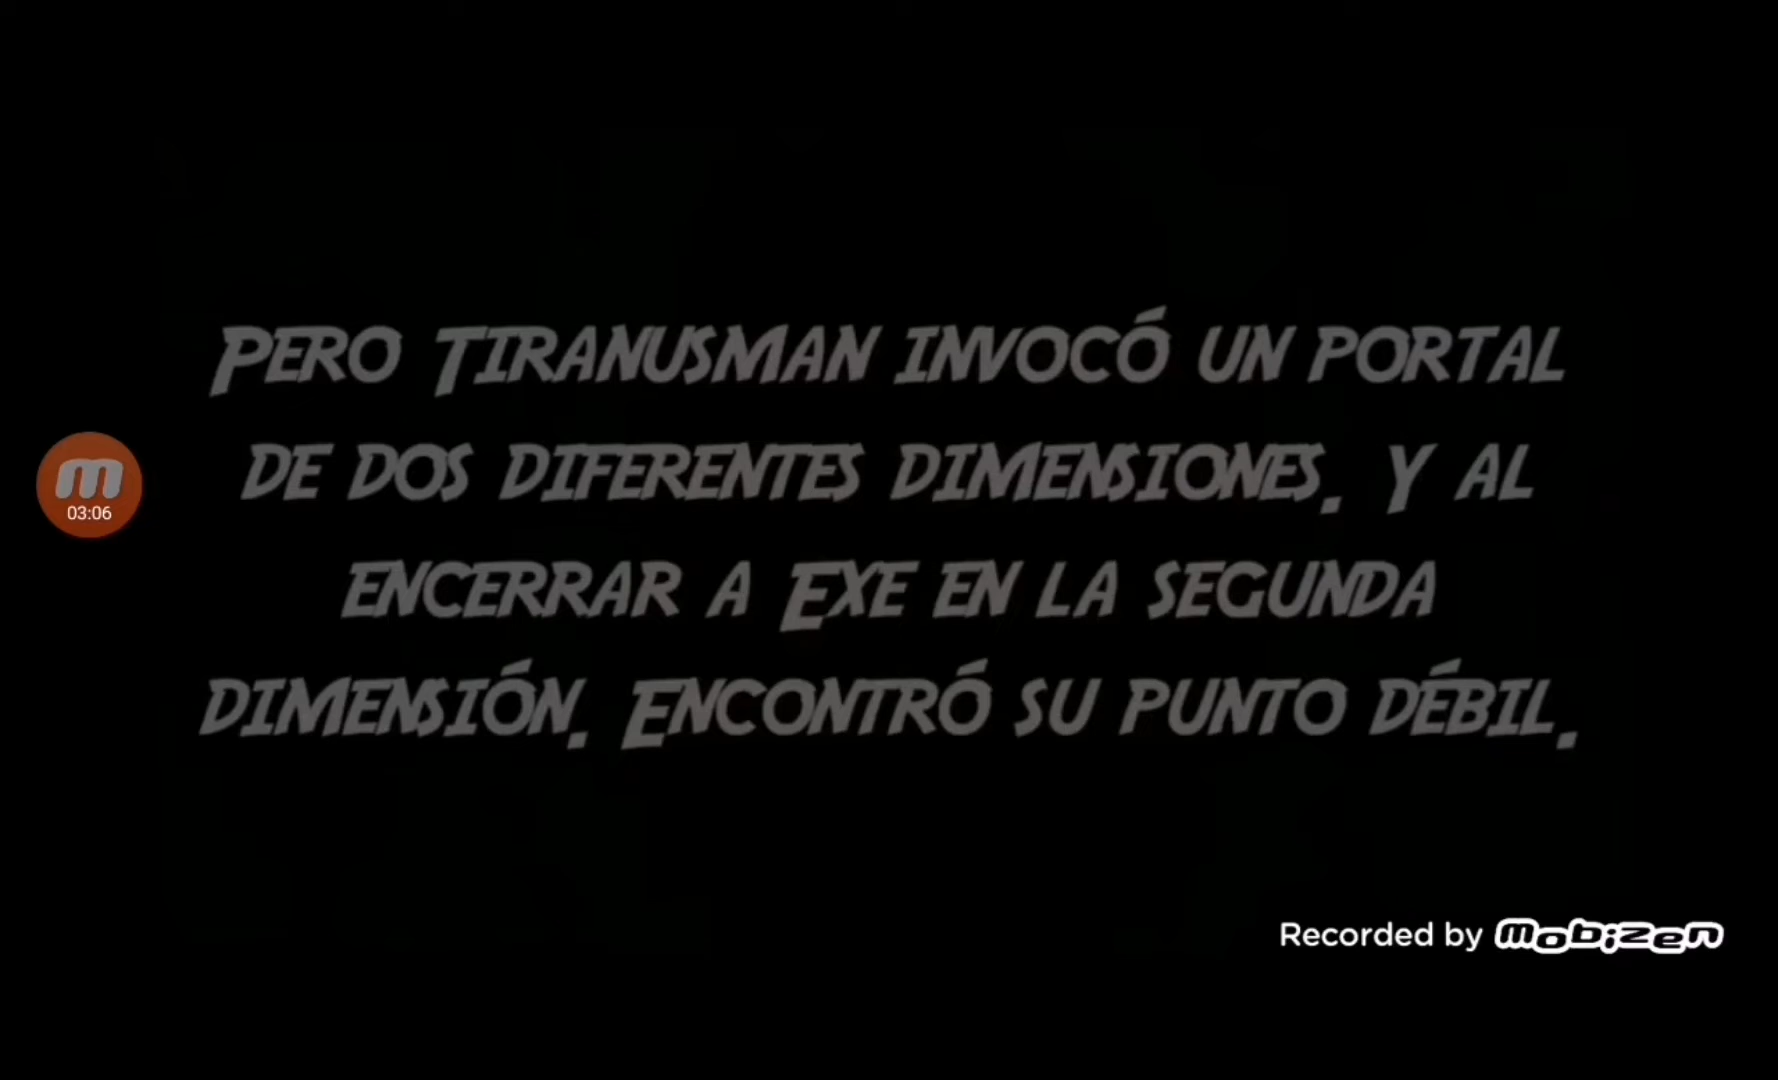 Pero Tiranusman invocó un portal
de dos diferentes dimensiones. Y al
encerrar a Exe en la segunda
dimensión. Encontró su punto débil.
03:06
Recorded by mobizen